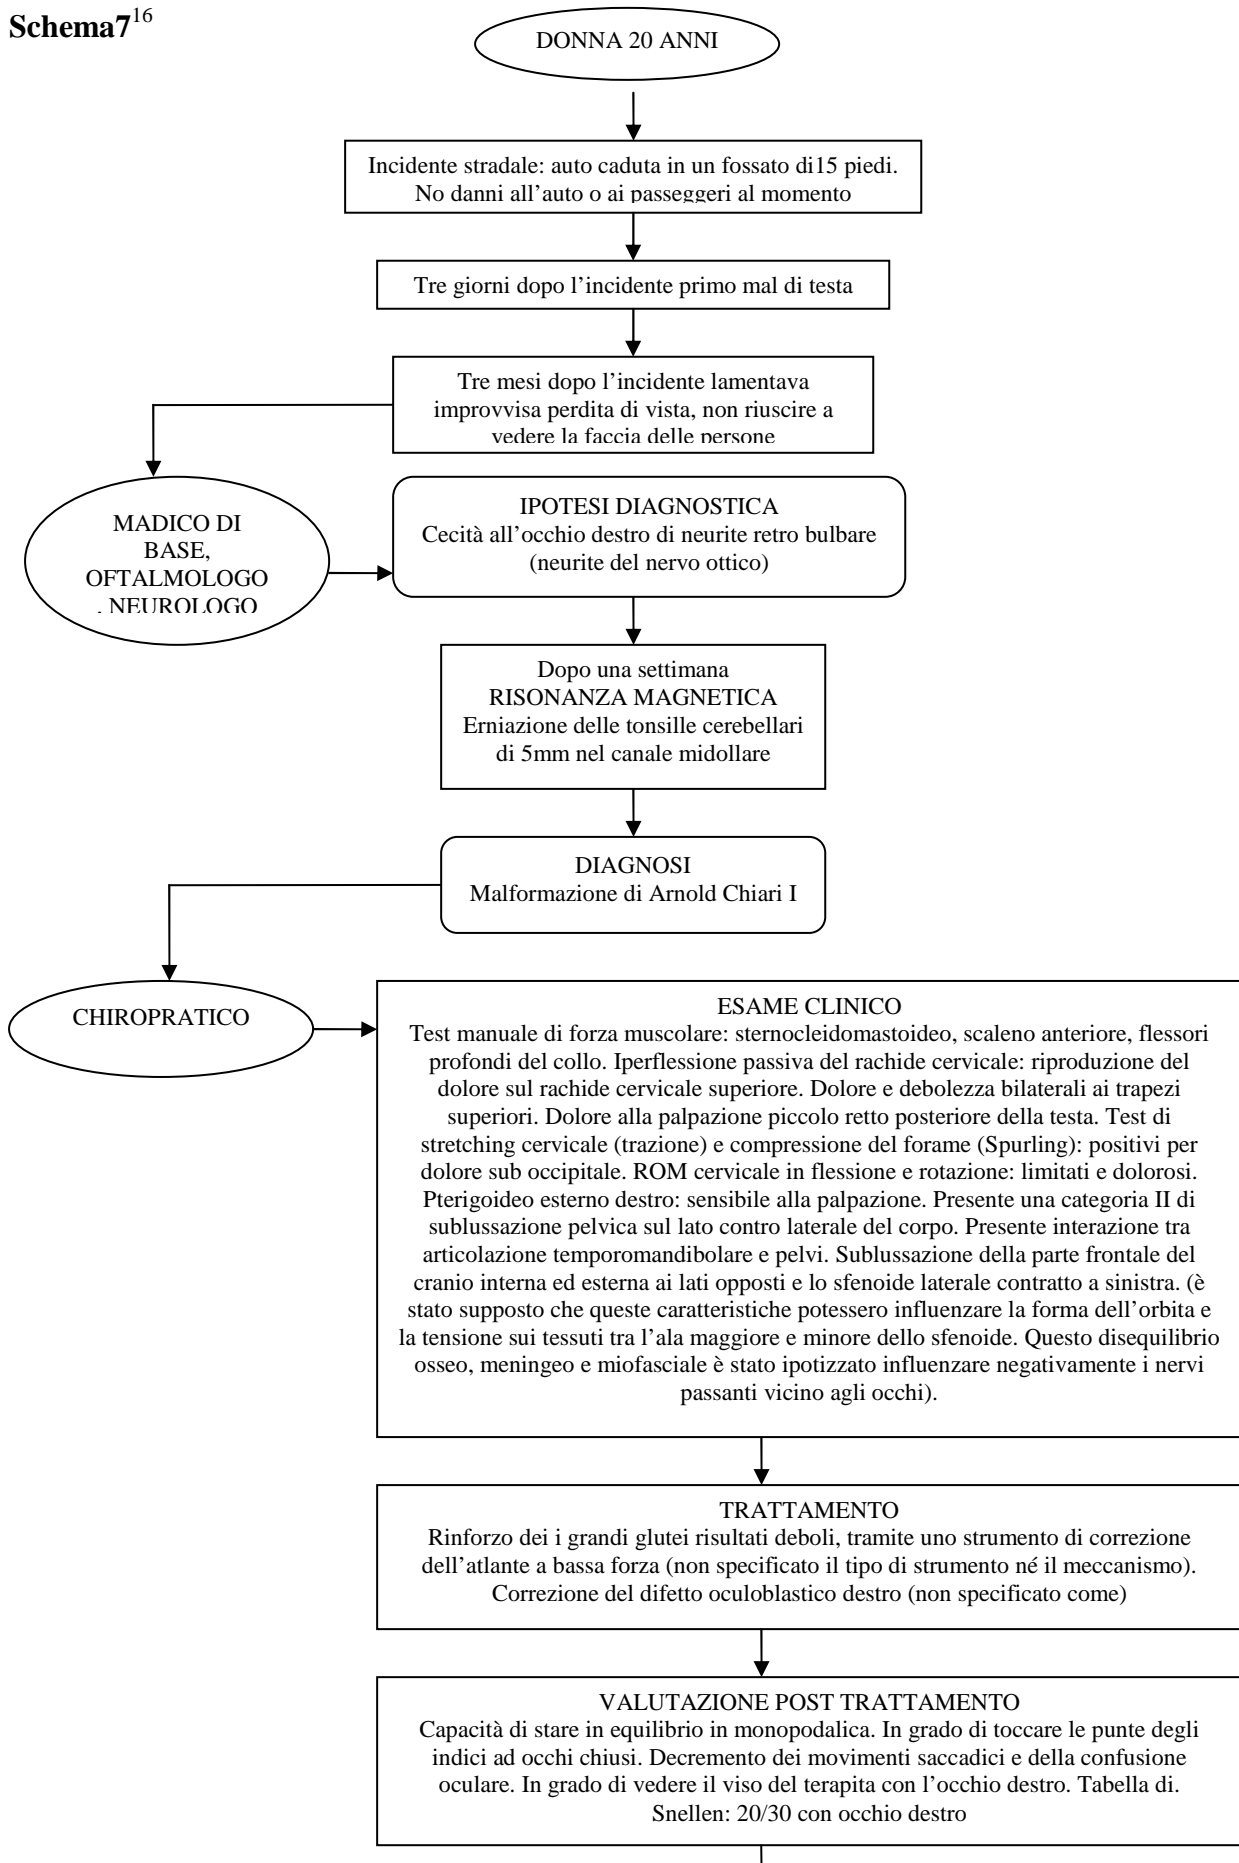 Schema7¹⁶
DONNA 20 ANNI
Incidente stradale: auto caduta in un fossato di15 piedi.
No danni all’auto o ai passeggeri al momento
Tre giorni dopo l’incidente primo mal di testa
Tre mesi dopo l’incidente lamentava
improvvisa perdita di vista, non riuscire a
vedere la faccia delle persone
MADICO DI
BASE,
OFTALMOLOGO
, NEUROLOGO
IPOTESI DIAGNOSTICA
Cecità all’occhio destro di neurite retro bulbare
(neurite del nervo ottico)
Dopo una settimana
RISONANZA MAGNETICA
Erniazione delle tonsille cerebellari
di 5mm nel canale midollare
DIAGNOSI
Malformazione di Arnold Chiari I
CHIROPRATICO
ESAME CLINICO
Test manuale di forza muscolare: sternocleidomastoideo, scaleno anteriore, flessori
profondi del collo. Iperflessione passiva del rachide cervicale: riproduzione del
dolore sul rachide cervicale superiore. Dolore e debolezza bilaterali ai trapezi
superiori. Dolore alla palpazione piccolo retto posteriore della testa. Test di
stretching cervicale (trazione) e compressione del forame (Spurling): positivi per
dolore sub occipitale. ROM cervicale in flessione e rotazione: limitati e dolorosi.
Pterigoideo esterno destro: sensibile alla palpazione. Presente una categoria II di
sublussazione pelvica sul lato contro laterale del corpo. Presente interazione tra
articolazione temporomandibolare e pelvi. Sublussazione della parte frontale del
cranio interna ed esterna ai lati opposti e lo sfenoide laterale contratto a sinistra. (è
stato supposto che queste caratteristiche potessero influenzare la forma dell’orbita e
la tensione sui tessuti tra l’ala maggiore e minore dello sfenoide. Questo disequilibrio
osseo, meningeo e miofasciale è stato ipotizzato influenzare negativamente i nervi
passanti vicino agli occhi).
TRATTAMENTO
Rinforzo dei i grandi glutei risultati deboli, tramite uno strumento di correzione
dell’atlante a bassa forza (non specificato il tipo di strumento né il meccanismo).
Correzione del difetto oculoblastico destro (non specificato come)
VALUTAZIONE POST TRATTAMENTO
Capacità di stare in equilibrio in monopodalica. In grado di toccare le punte degli
indici ad occhi chiusi. Decremento dei movimenti saccadici e della confusione
oculare. In grado di vedere il viso del terapita con l’occhio destro. Tabella di.
Snellen: 20/30 con occhio destro